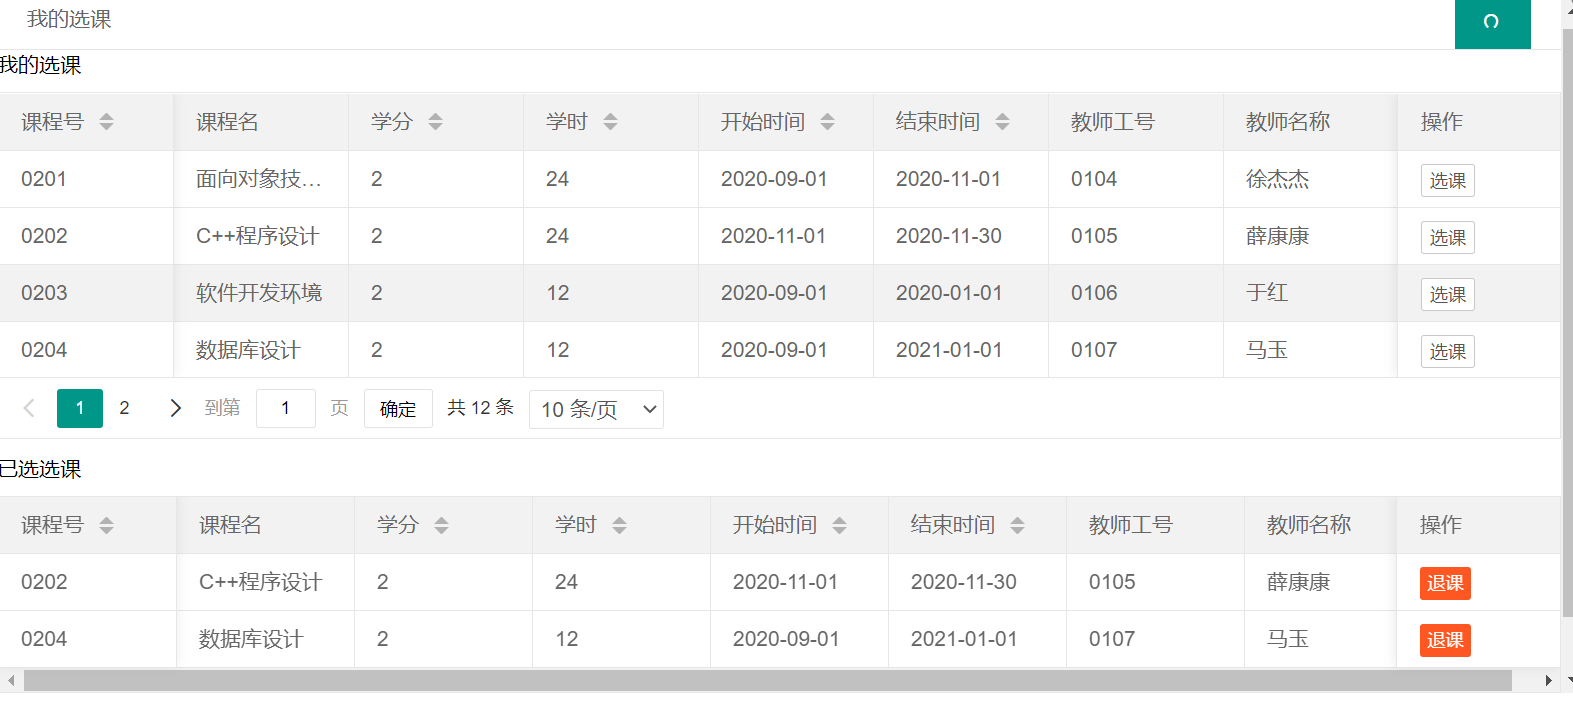 我的选课
我的选课
课程号 课程名 学分 学时 开始时间 结束时间 教师工号 教师名称 操作
0201 面向对象技... 2 24 2020-09-01 2020-11-01 0104 徐杰杰 选课
0202 C++程序设计 2 24 2020-11-01 2020-11-30 0105 薛康康 选课
0203 软件开发环境 2 12 2020-09-01 2020-01-01 0106 于红 选课
0204 数据库设计 2 12 2020-09-01 2021-01-01 0107 马玉 选课
1 2 到第 1 页 确定 共 12 条 10 条/页
已选选课
课程号 课程名 学分 学时 开始时间 结束时间 教师工号 教师名称 操作
0202 C++程序设计 2 24 2020-11-01 2020-11-30 0105 薛康康 退课
0204 数据库设计 2 12 2020-09-01 2021-01-01 0107 马玉 退课